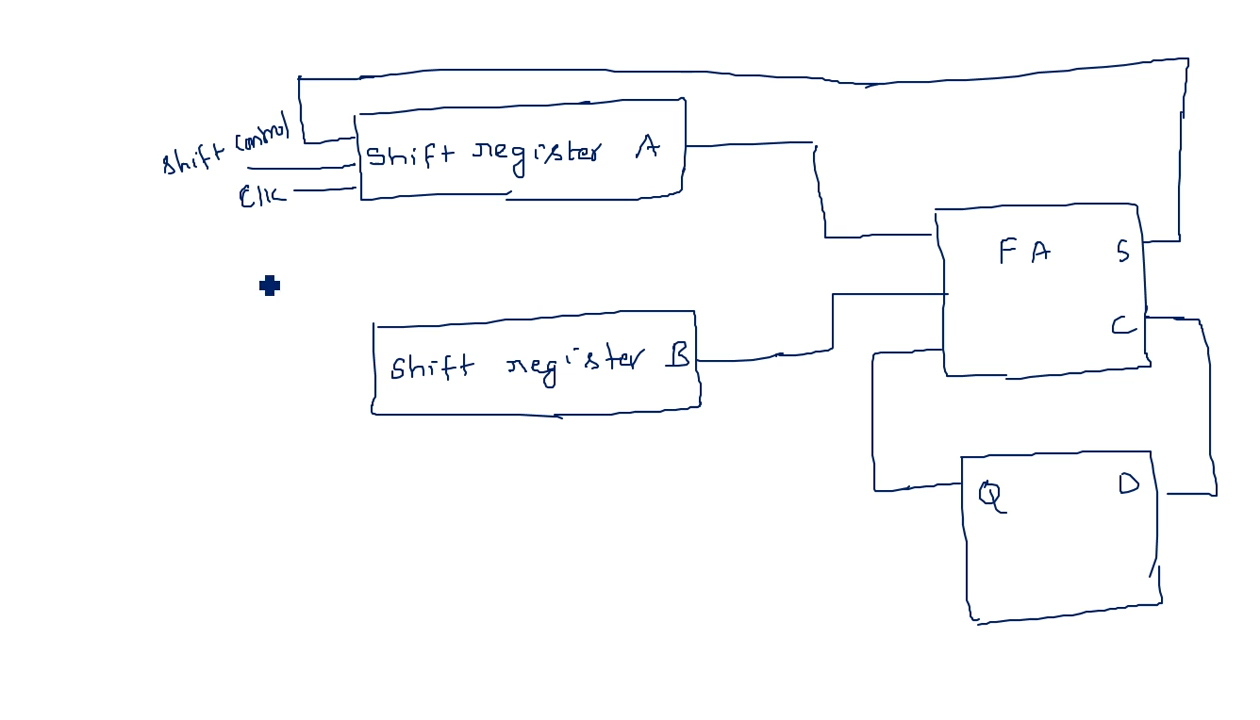 Shift Control
Clk
Shift register A
FA S
C
Shift register B
Q D